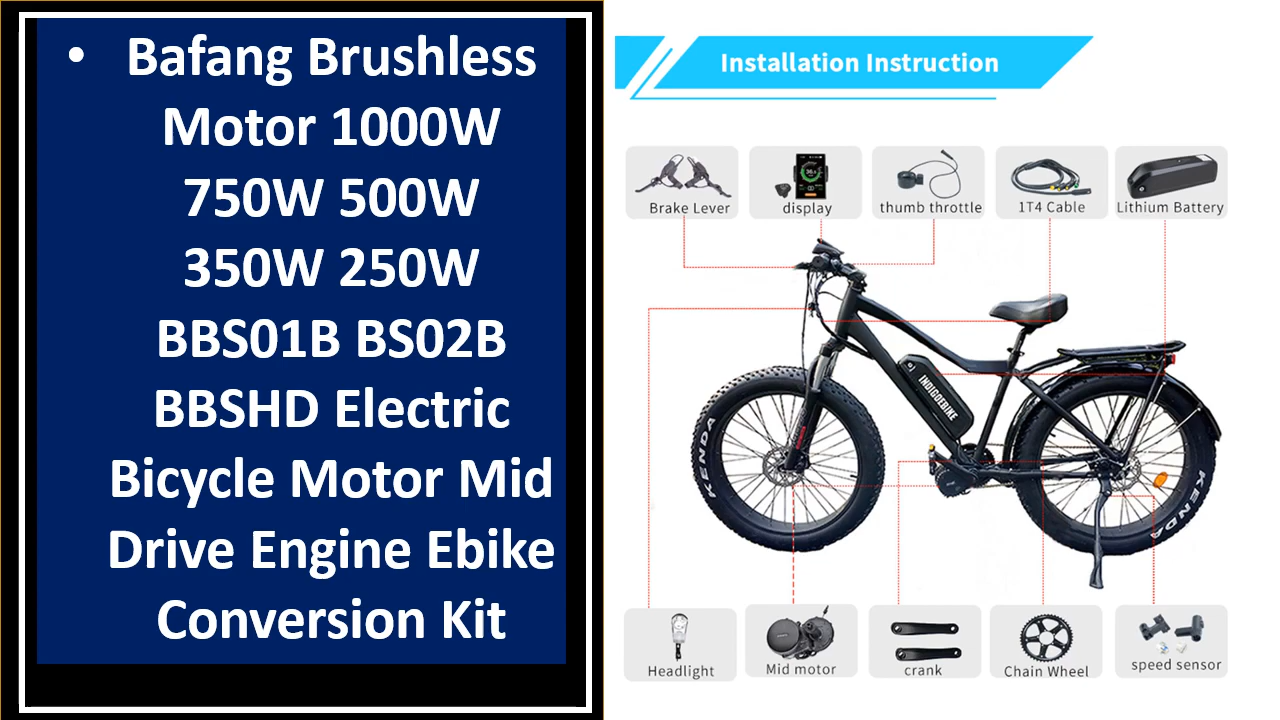 • Bafang Brushless
Motor 1000W
750W 500W
350W 250W
BBS01B BS02B
BBSHD Electric
Bicycle Motor Mid
Drive Engine Ebike
Conversion Kit
Installation Instruction
Brake Lever
display
thumb throttle
1T4 Cable
Lithium Battery
INDIGOEBIKE
KENDA
KENDA
Headlight
Mid motor
crank
Chain Wheel
speed sensor